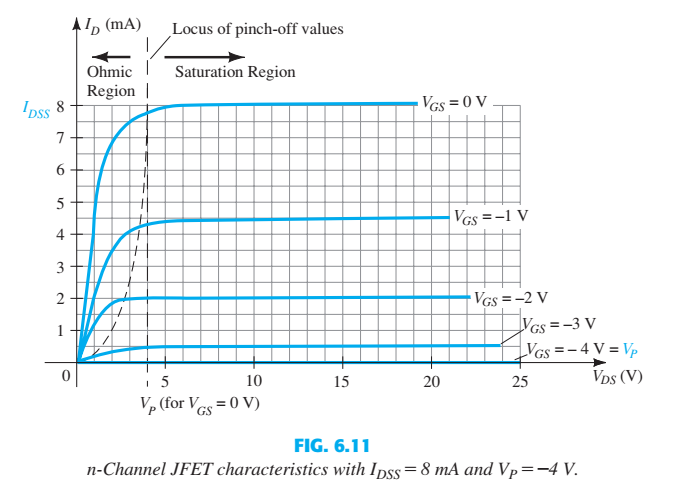 I_D (mA)
Locus of pinch-off values
Ohmic
Region
Saturation Region
I_DSS
8
7
6
5
4
3
2
1
0
V_GS = 0 V
V_GS = –1 V
V_GS = –2 V
V_GS = –3 V
V_GS = – 4 V = V_P
5
10
15
20
25
V_DS (V)
V_P (for V_GS = 0 V)
FIG. 6.11
n-Channel JFET characteristics with I_DSS = 8 mA and V_P = –4 V.